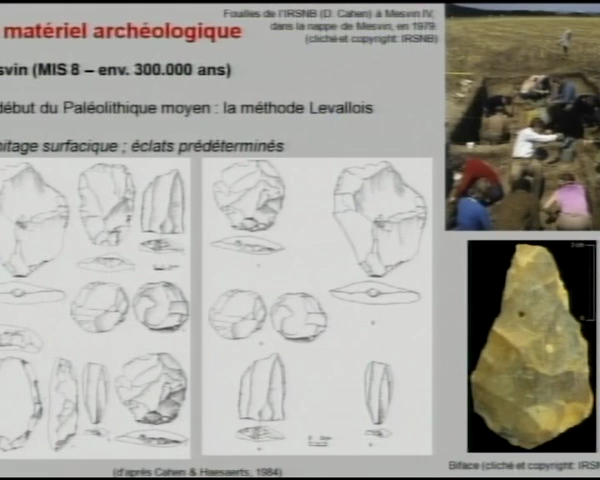 matériel archéologique
Fouilles de l'IRSNB (D. Cahen) à Mesvin IV,
dans la nappe de Mesvin, en 1979.
(cliché et copyright: IRSNB)
svin (MIS 8 – env. 300.000 ans)
début du Paléolithique moyen : la méthode Levallois
bitage surfacique ; éclats prédéterminés
(d'après Cahen & Haesaerts, 1984)
Biface (cliché et copyright: IRSN